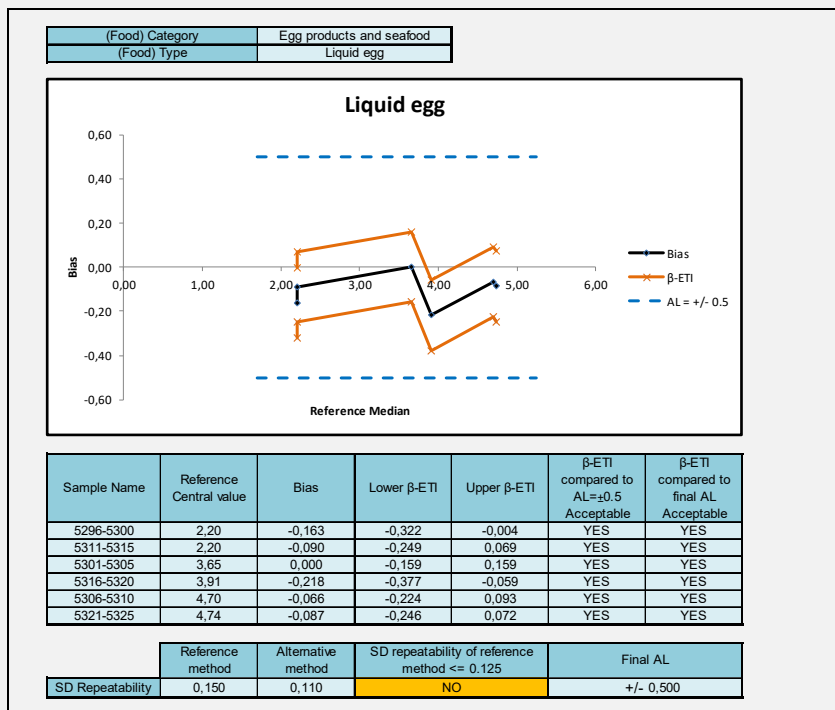 (Food) Category Egg products and seafood
(Food) Type Liquid egg
Liquid egg
0,60
0,40
0,20
0,00
-0,20
-0,40
-0,60
0,00 1,00 2,00 3,00 4,00 5,00 6,00
Bias
Reference Median
Bias
β-ETI
AL = +/- 0.5
Sample Name Reference Central value Bias Lower β-ETI Upper β-ETI β-ETI compared to AL=±0.5 Acceptable β-ETI compared to final AL Acceptable
5296-5300 2,20 -0,163 -0,322 -0,004 YES YES
5311-5315 2,20 -0,090 -0,249 0,069 YES YES
5301-5305 3,65 0,000 -0,159 0,159 YES YES
5316-5320 3,91 -0,218 -0,377 -0,059 YES YES
5306-5310 4,70 -0,066 -0,224 0,093 YES YES
5321-5325 4,74 -0,087 -0,246 0,072 YES YES
Reference method Alternative method SD repeatability of reference method <= 0.125 Final AL
SD Repeatability 0,150 0,110 NO +/- 0,500